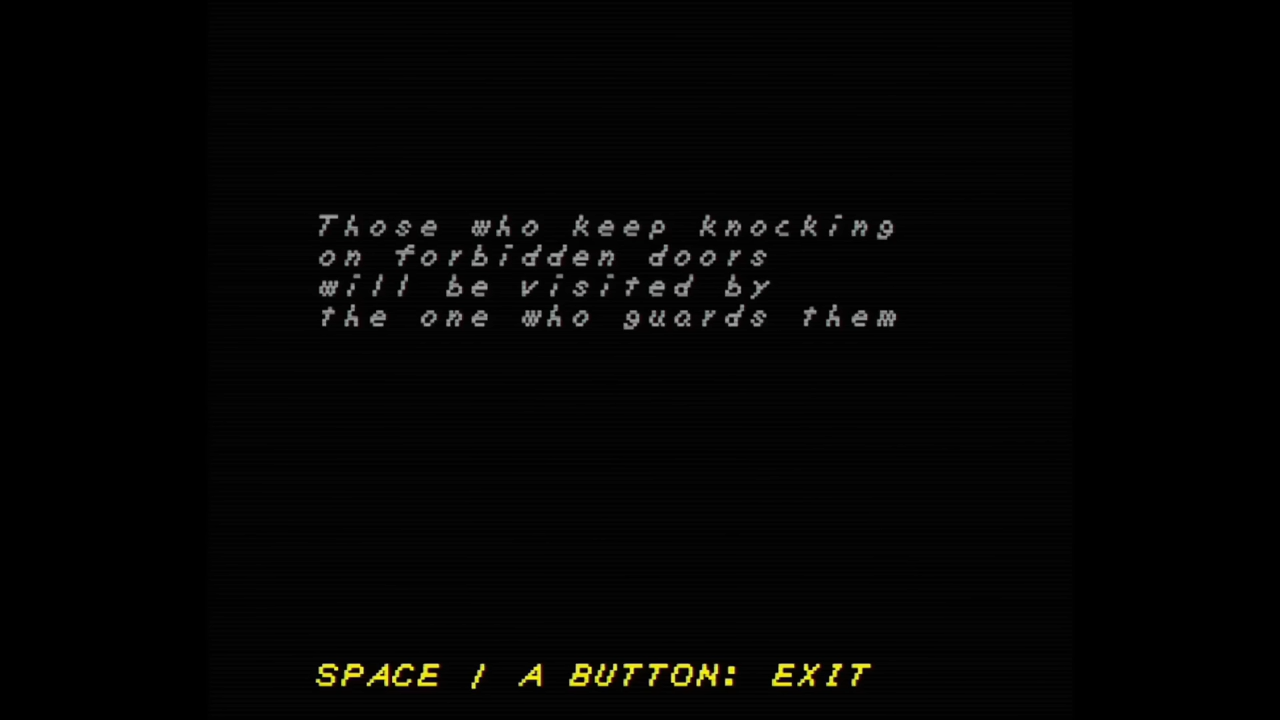 Those who keep knocking
on forbidden doors
will be visited by
the one who guards them
SPACE / A BUTTON: EXIT